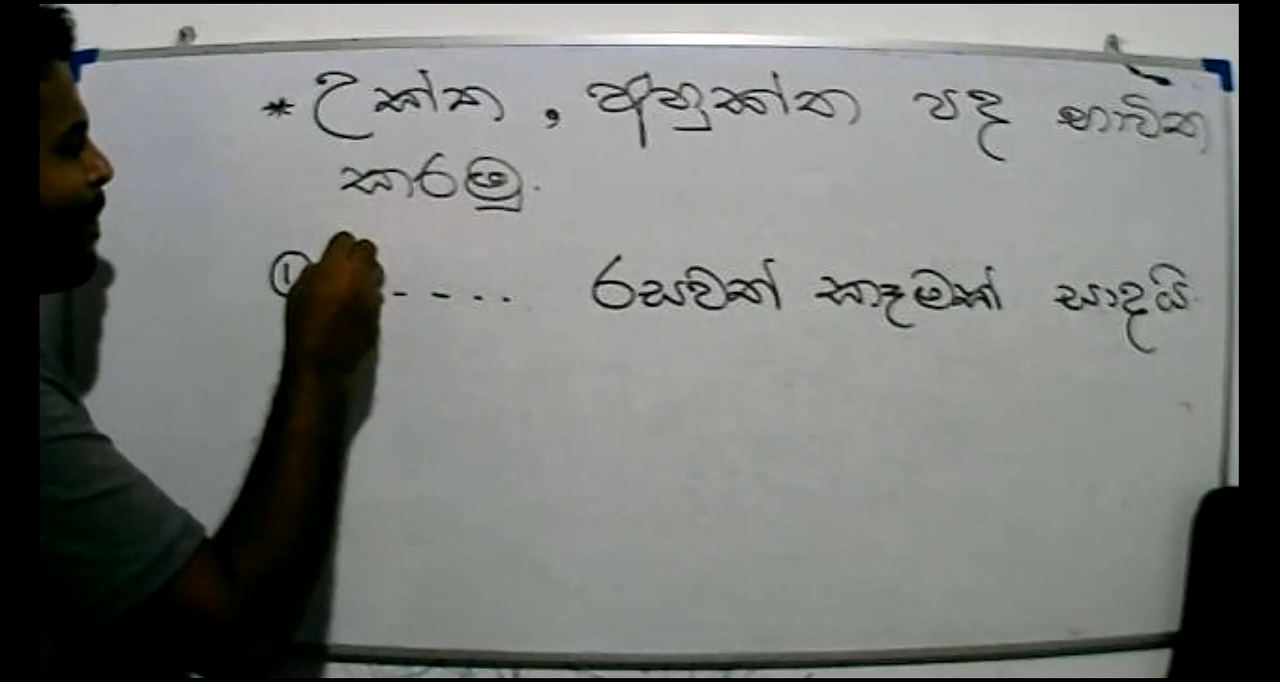 * උක්ත , අනුක්ත පද භාවිත
කරමු.
① - - . . රසවත් කෑමක් සාදයි.